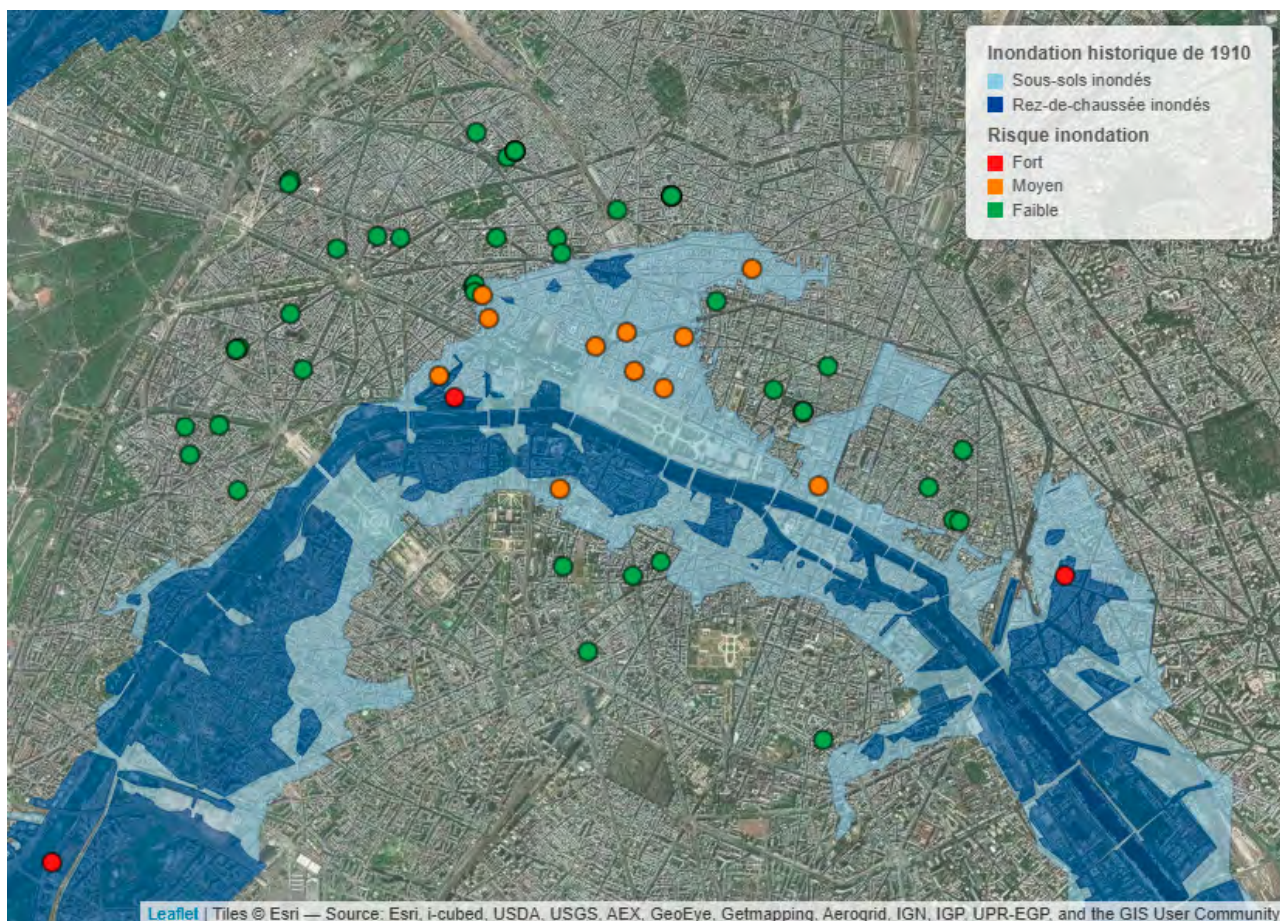 Inondation historique de 1910
Sous-sols inondés
Rez-de-chaussée inondés
Risque inondation
Fort
Moyen
Faible
Leaflet | Tiles © Esri — Source: Esri, i-cubed, USDA, USGS, AEX, GeoEye, Getmapping, Aerogrid, IGN, IGP, UPR-EGP, and the GIS User Community